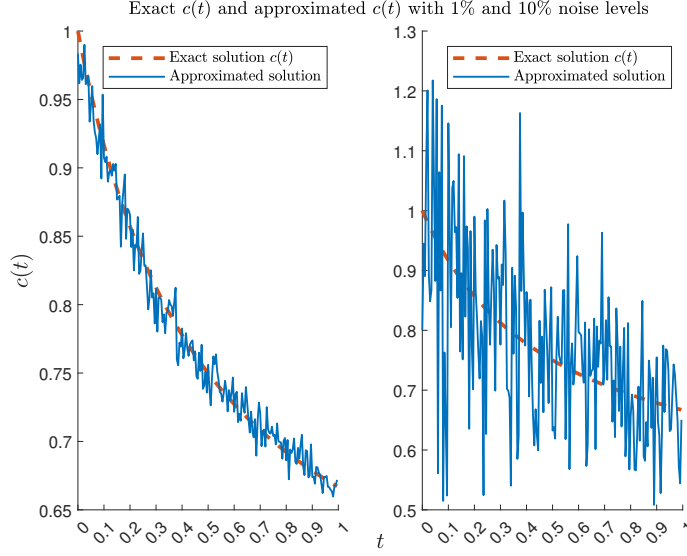 Exact c(t) and approximated c(t) with 1% and 10% noise levels
c(t)
1
0.95
0.9
0.85
0.8
0.75
0.7
0.65
Exact solution c(t)
Approximated solution
0 0.1 0.2 0.3 0.4 0.5 0.6 0.7 0.8 0.9 1
1.3
1.2
1.1
1
0.9
0.8
0.7
0.6
0.5
Exact solution c(t)
Approximated solution
0 0.1 0.2 0.3 0.4 0.5 0.6 0.7 0.8 0.9 1
t